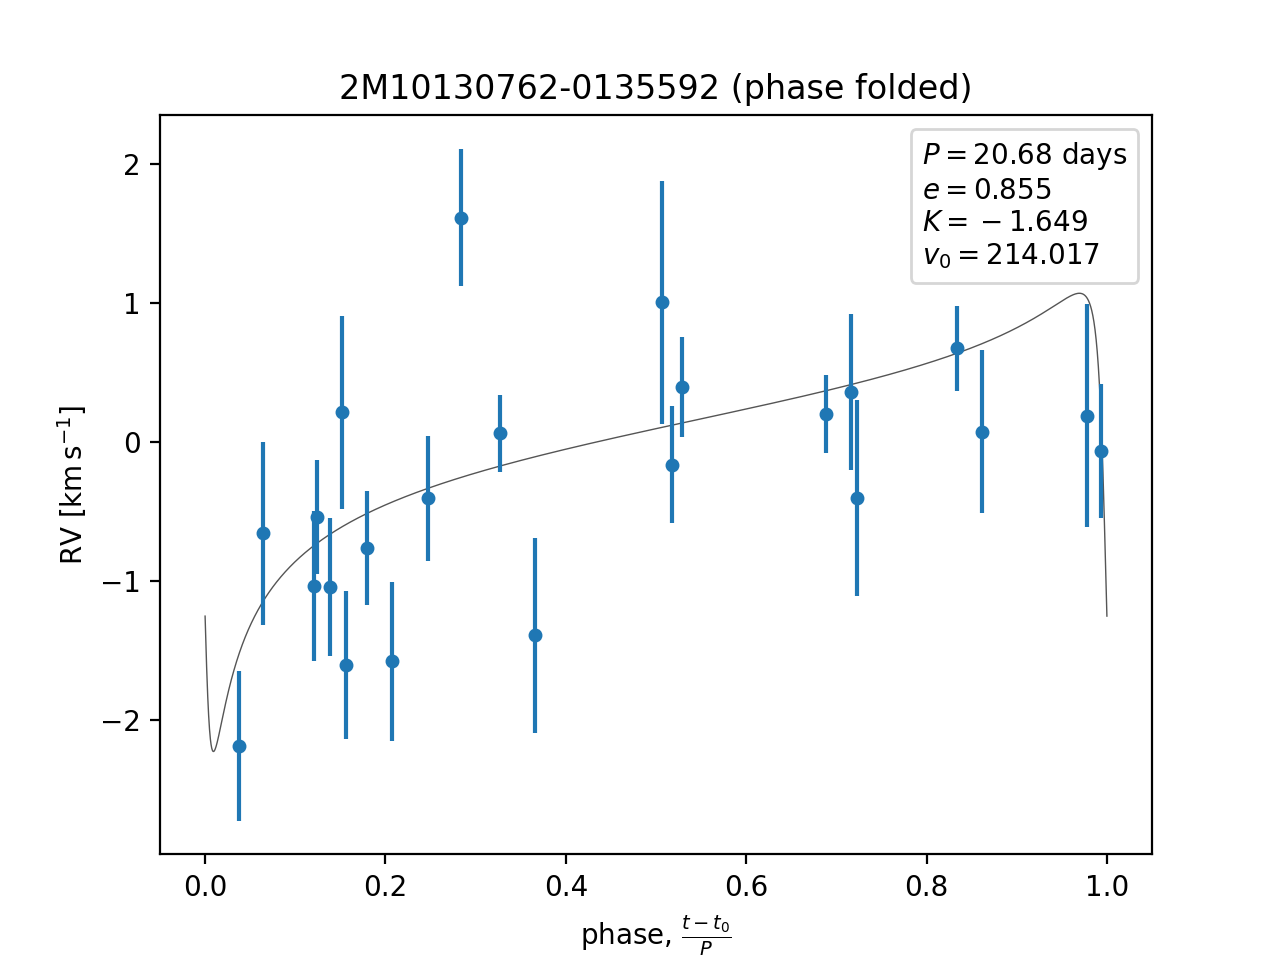 2M10130762-0135592 (phase folded)
P = 20.68 days
e = 0.855
K = −1.649
v₀ = 214.017
2
1
0
−1
−2
RV [km s⁻¹]
0.0 0.2 0.4 0.6 0.8 1.0
phase, (t − t₀)/P